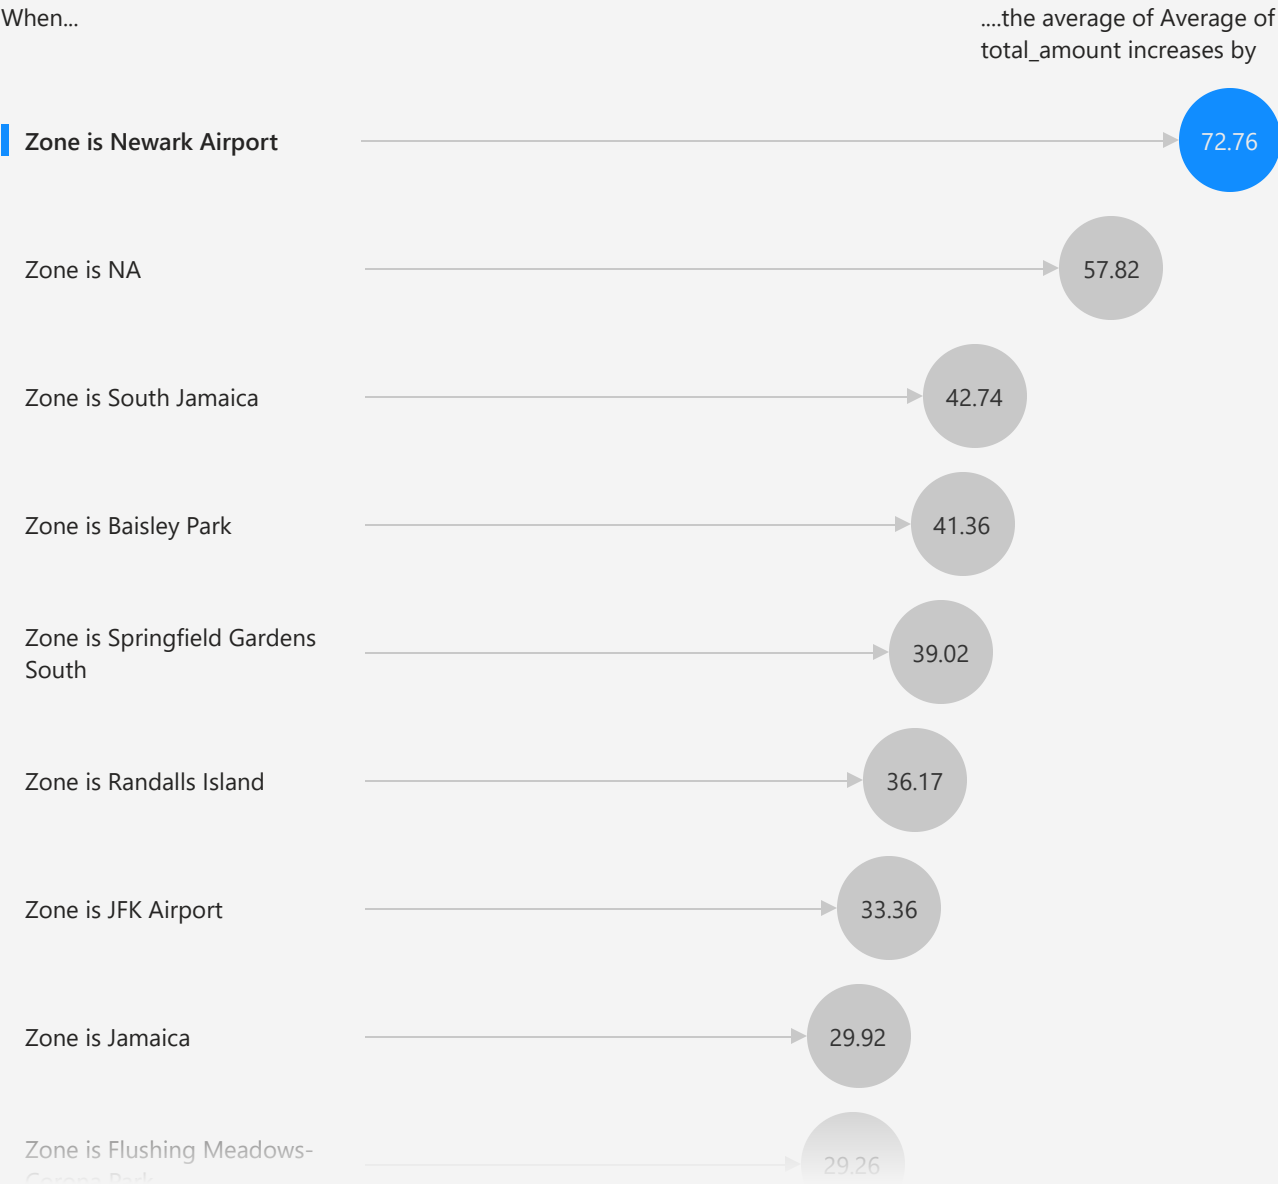 When...
....the average of Average of
total_amount increases by
Zone is Newark Airport
72.76
Zone is NA
57.82
Zone is South Jamaica
42.74
Zone is Baisley Park
41.36
Zone is Springfield Gardens
South
39.02
Zone is Randalls Island
36.17
Zone is JFK Airport
33.36
Zone is Jamaica
29.92
Zone is Flushing Meadows-
Corona Park
29.26